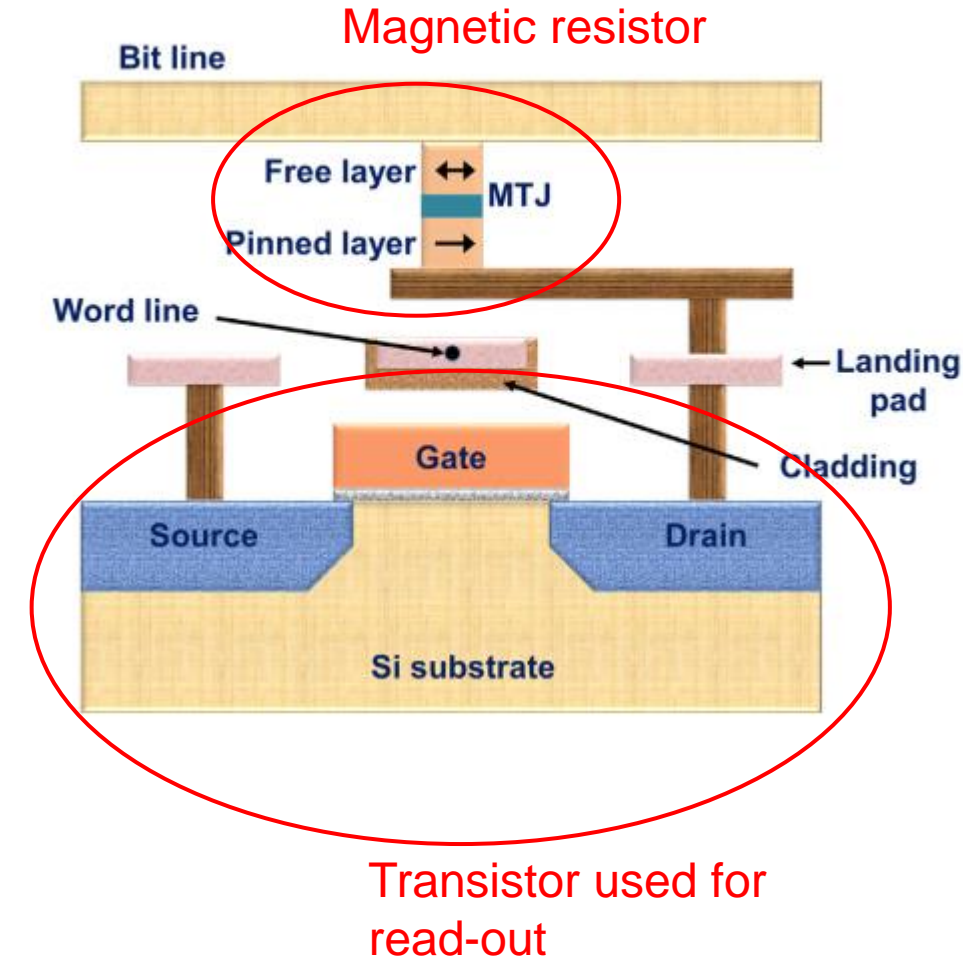 Magnetic resistor
Bit line
Free layer
MTJ
Pinned layer
Word line
Landing
pad
Gate
Cladding
Source
Drain
Si substrate
Transistor used for
read-out